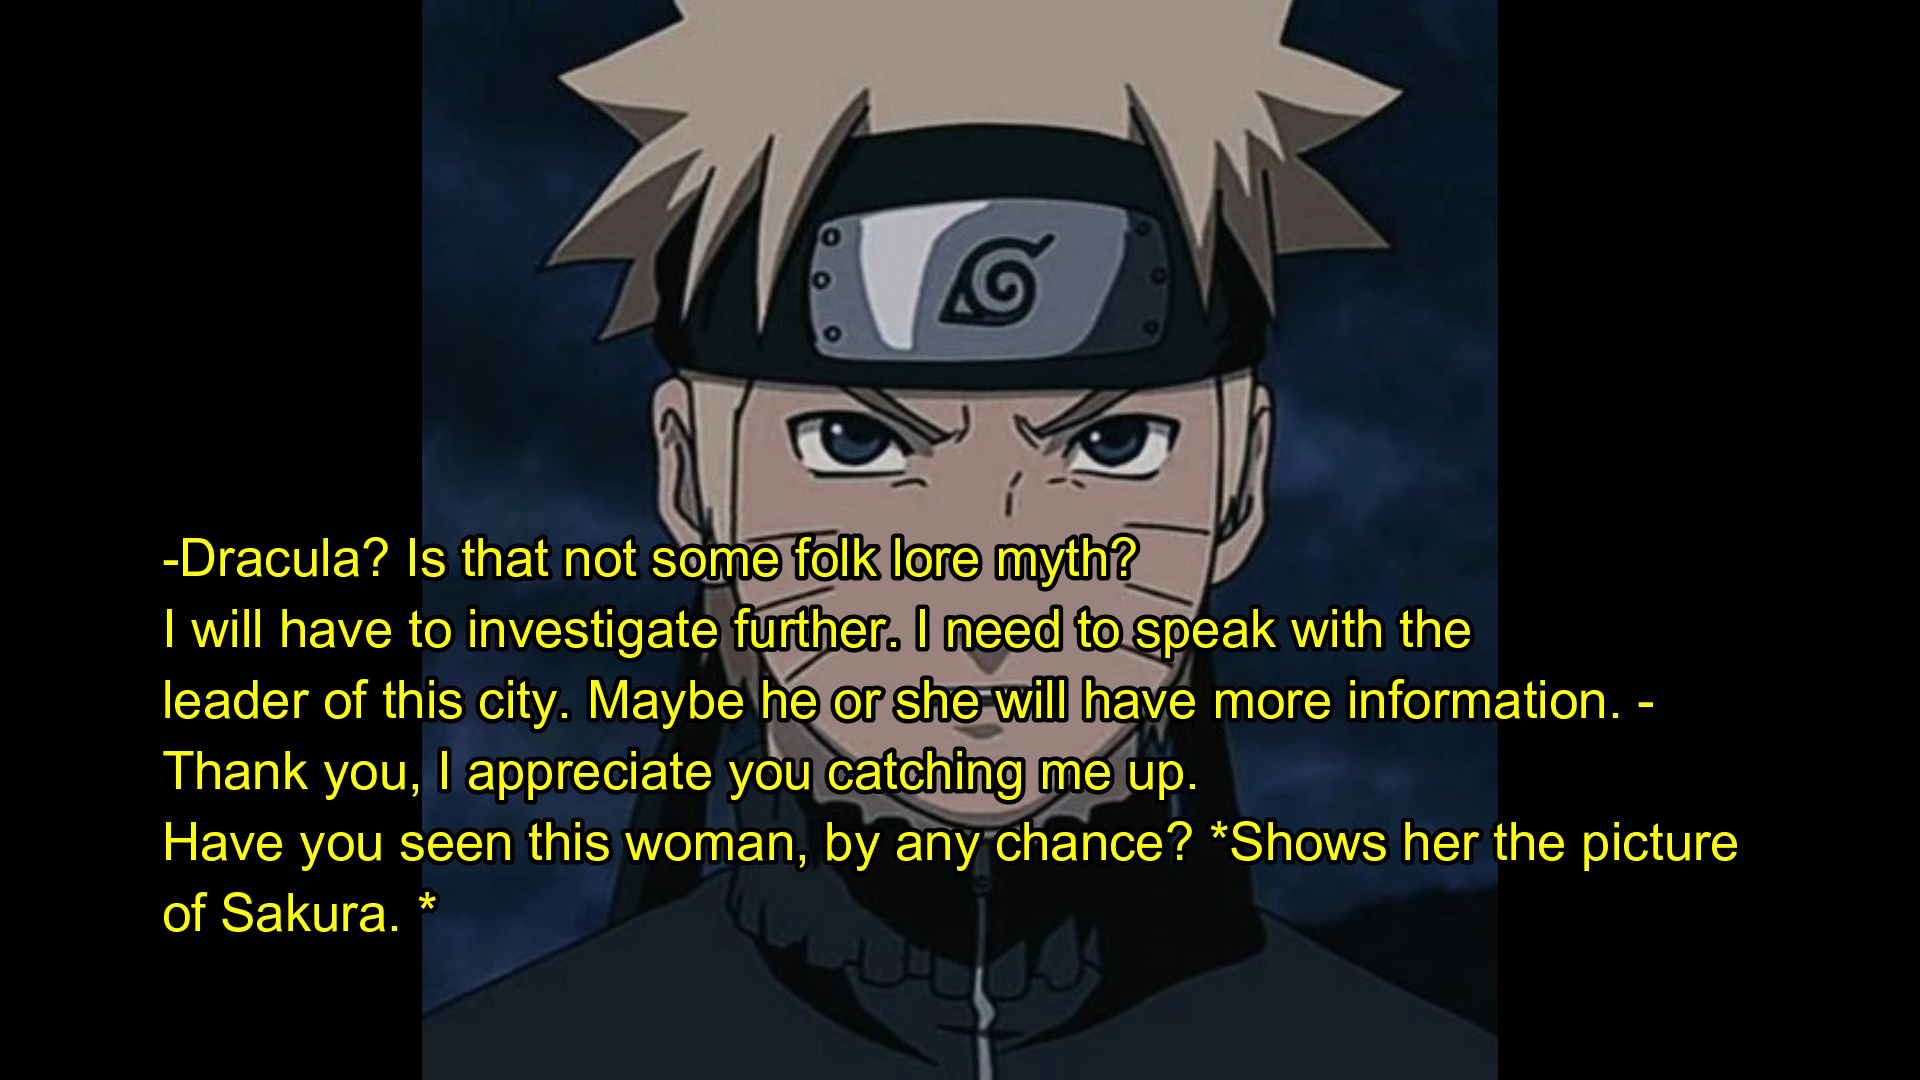 -Dracula? Is that not some folk lore myth?
I will have to investigate further. I need to speak with the
leader of this city. Maybe he or she will have more information. -
Thank you, I appreciate you catching me up.
Have you seen this woman, by any chance? *Shows her the picture
of Sakura. *